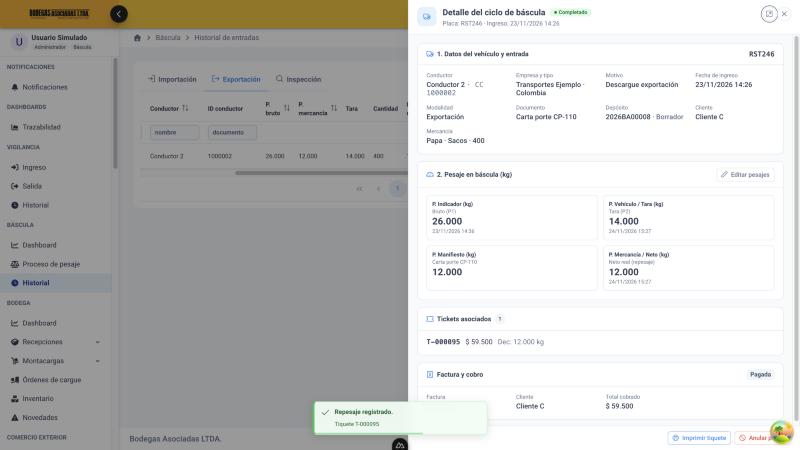 BODEGAS ASOCIADAS LTDA.
U
Usuario Simulado
Administrador Báscula
NOTIFICACIONES
Notificaciones
DASHBOARDS
Trazabilidad
VIGILANCIA
Ingreso
Salida
Historial
BÁSCULA
Dashboard
Proceso de pesaje
Historial
BODEGA
Dashboard
Recepciones
Montacargas
Órdenes de cargue
Inventario
Novedades
COMERCIO EXTERIOR
Báscula > Historial de entradas
Importación Exportación Inspección
Conductor ID conductor P. bruto P. mercancía Tara Cantidad
nombre documento
Conductor 2 1000002 26.000 12.000 14.000 400
« ‹ 1
Bodegas Asociadas LTDA.
Detalle del ciclo de báscula Completado
Placa: RST246 · Ingreso: 23/11/2026 14:26
1. Datos del vehículo y entrada RST246
Conductor Empresa y tipo Motivo Fecha de ingreso
Conductor 2 · CC 1000002 Transportes Ejemplo · Colombia Descargue exportación 23/11/2026 14:26
Modalidad Documento Depósito Cliente
Exportación Carta porte CP-110 2026BA00008 · Borrador Cliente C
Mercancía
Papa · Sacos · 400
2. Pesaje en báscula (kg) Editar pesajes
P. Indicador (kg)
Bruto (P1)
26.000
23/11/2026 14:36
P. Vehículo / Tara (kg)
Tara (P2)
14.000
24/11/2026 15:27
P. Manifiesto (kg)
Carta porte CP-110
12.000
P. Mercancía / Neto (kg)
Neto real (repesaje)
12.000
24/11/2026 15:27
Tickets asociados 1
T-000095 $ 59.500 Dec: 12.000 kg
Factura y cobro Pagada
Factura Cliente Total cobrado
Cliente C $ 59.500
Repesaje registrado.
Tiquete T-000095
Imprimir tiquete Anular